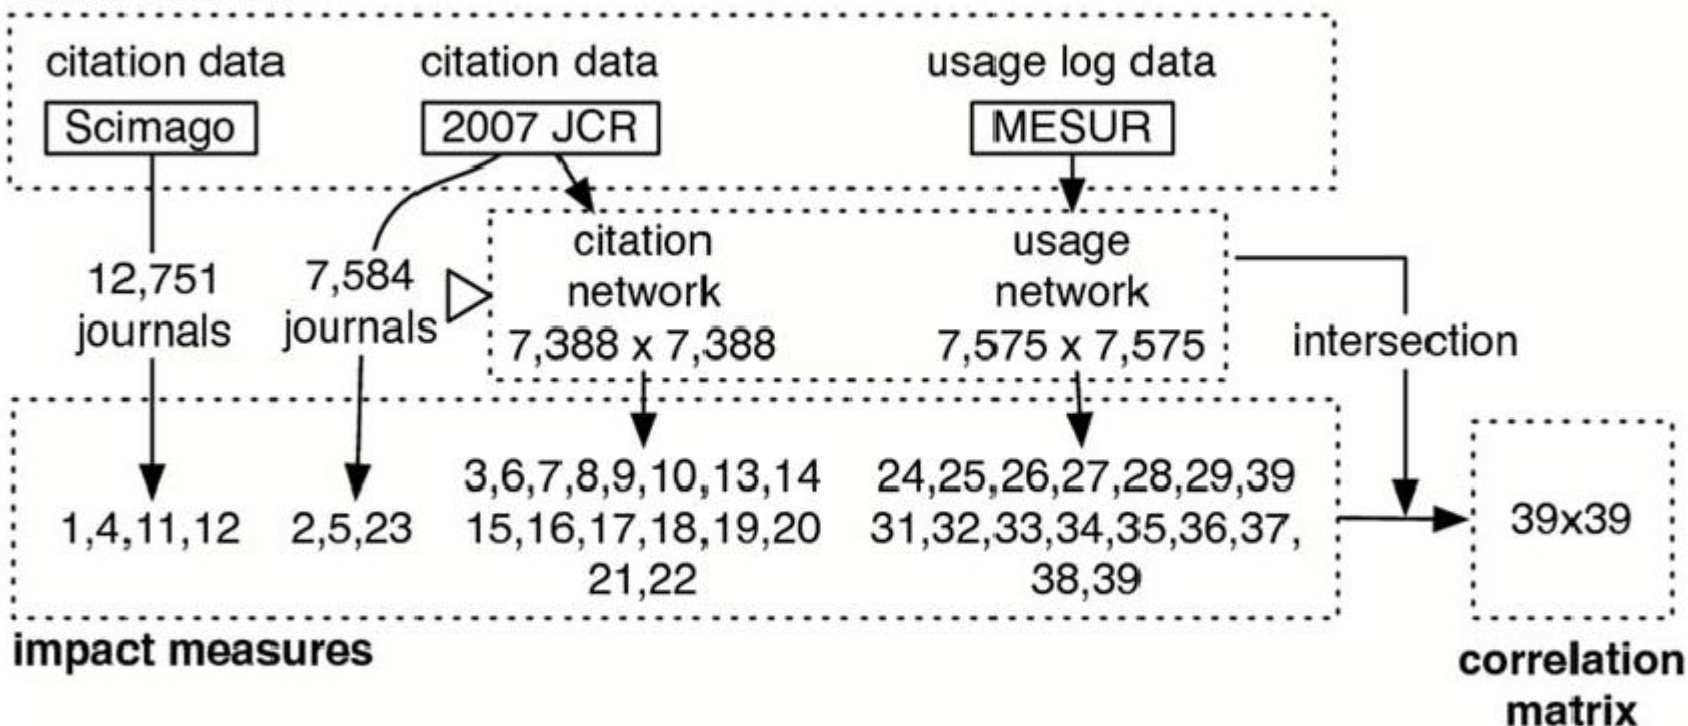 citation data
Scimago
citation data
2007 JCR
usage log data
MESUR
12,751
journals
7,584
journals
citation
network
7,388 x 7,388
usage
network
7,575 x 7,575
intersection
1,4,11,12
2,5,23
3,6,7,8,9,10,13,14
15,16,17,18,19,20
21,22
24,25,26,27,28,29,39
31,32,33,34,35,36,37,
38,39
39x39
impact measures
correlation
matrix